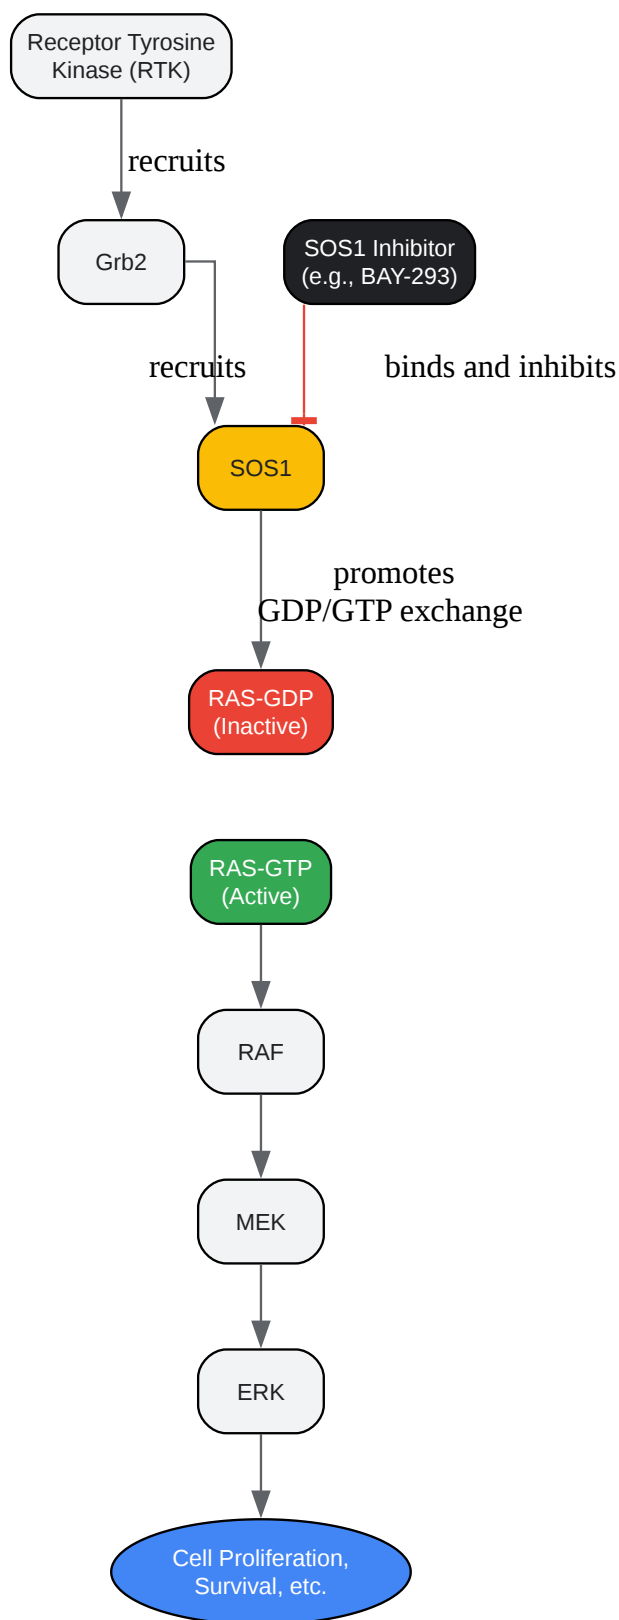 Receptor Tyrosine
Kinase (RTK)
recruits
Grb2
SOS1 Inhibitor
(e.g., BAY-293)
recruits
binds and inhibits
SOS1
promotes
GDP/GTP exchange
RAS-GDP
(Inactive)
RAS-GTP
(Active)
RAF
MEK
ERK
Cell Proliferation,
Survival, etc.